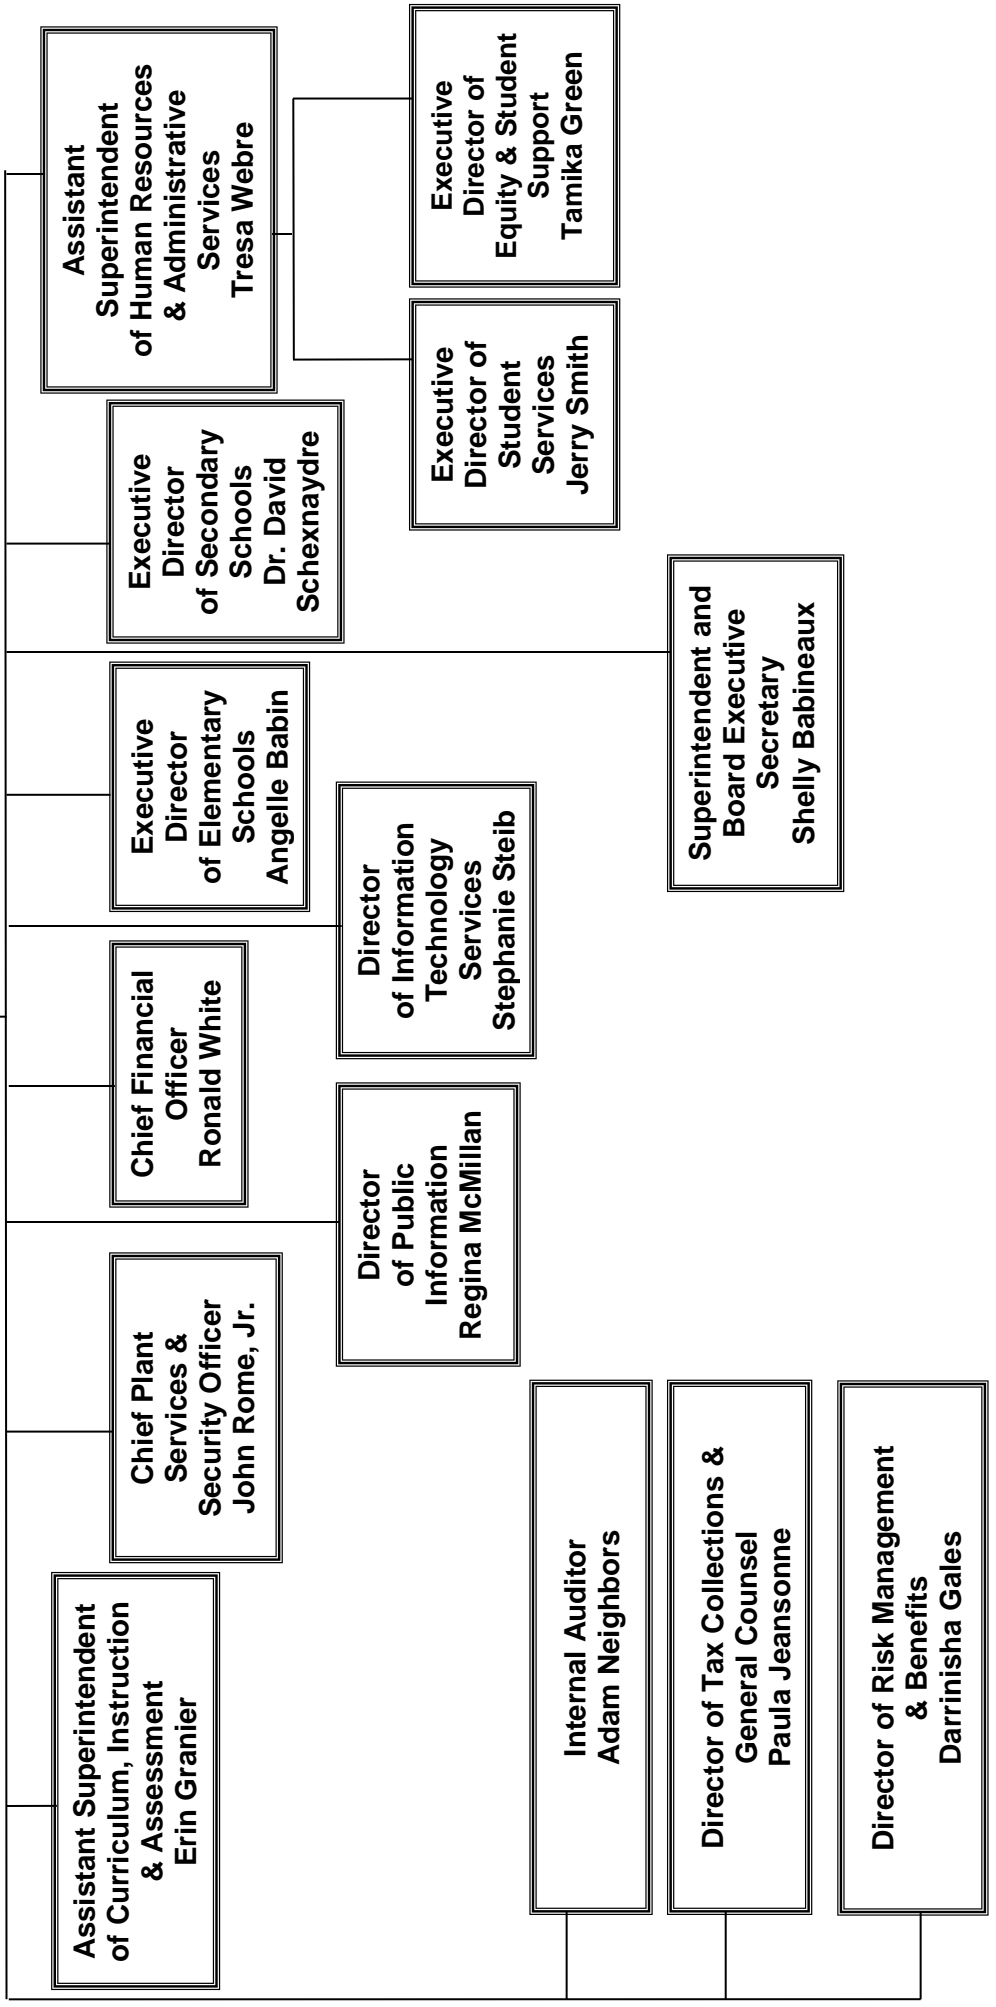 Assistant Superintendent
of Curriculum, Instruction
& Assessment
Erin Granier
Chief Plant
Services &
Security Officer
John Rome, Jr.
Chief Financial
Officer
Ronald White
Executive
Director
of Elementary
Schools
Angelle Babin
Executive
Director
of Secondary
Schools
Dr. David
Schexnaydre
Assistant
Superintendent
of Human Resources
& Administrative
Services
Tresa Webre
Director
of Public
Information
Regina McMillan
Director
of Information
Technology
Services
Stephanie Steib
Executive
Director of
Student
Services
Jerry Smith
Executive
Director of
Equity & Student
Support
Tamika Green
Internal Auditor
Adam Neighbors
Director of Tax Collections &
General Counsel
Paula Jeansonne
Superintendent and
Board Executive
Secretary
Shelly Babineaux
Director of Risk Management
& Benefits
Darrinisha Gales